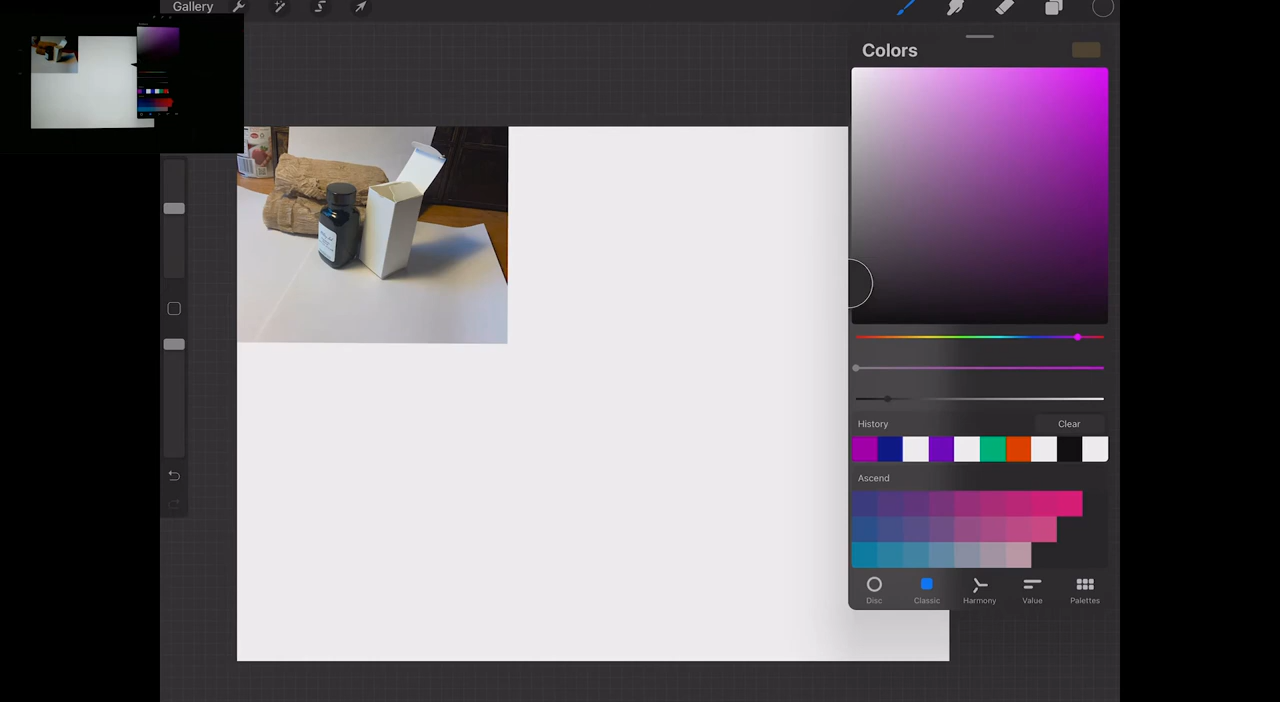 Gallery
Colors
History
Clear
Ascend
Disc
Classic
Harmony
Value
Palettes